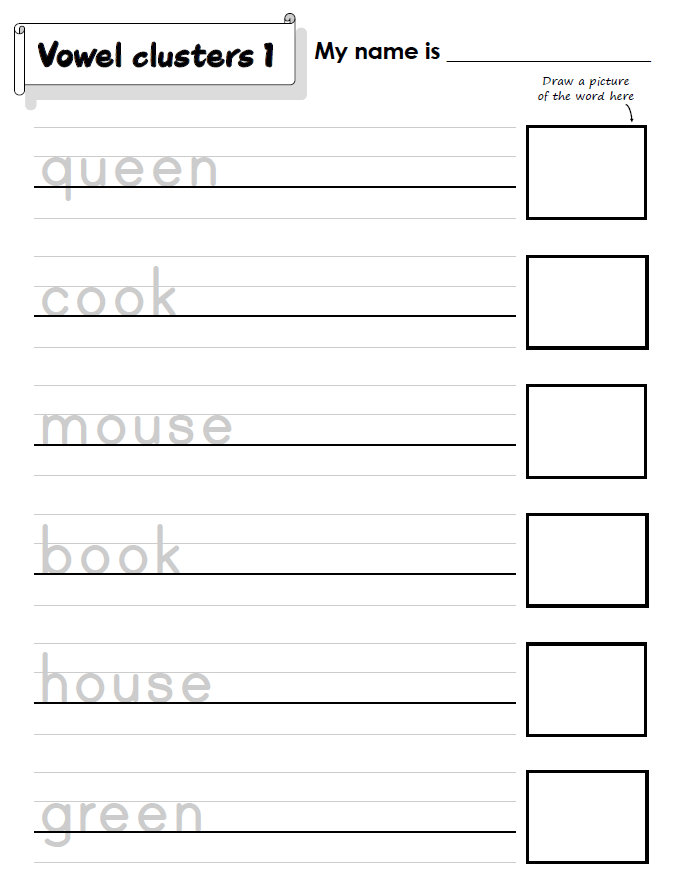 Vowel clusters 1
My name is
Draw a picture
of the word here
queen
cook
mouse
book
house
green